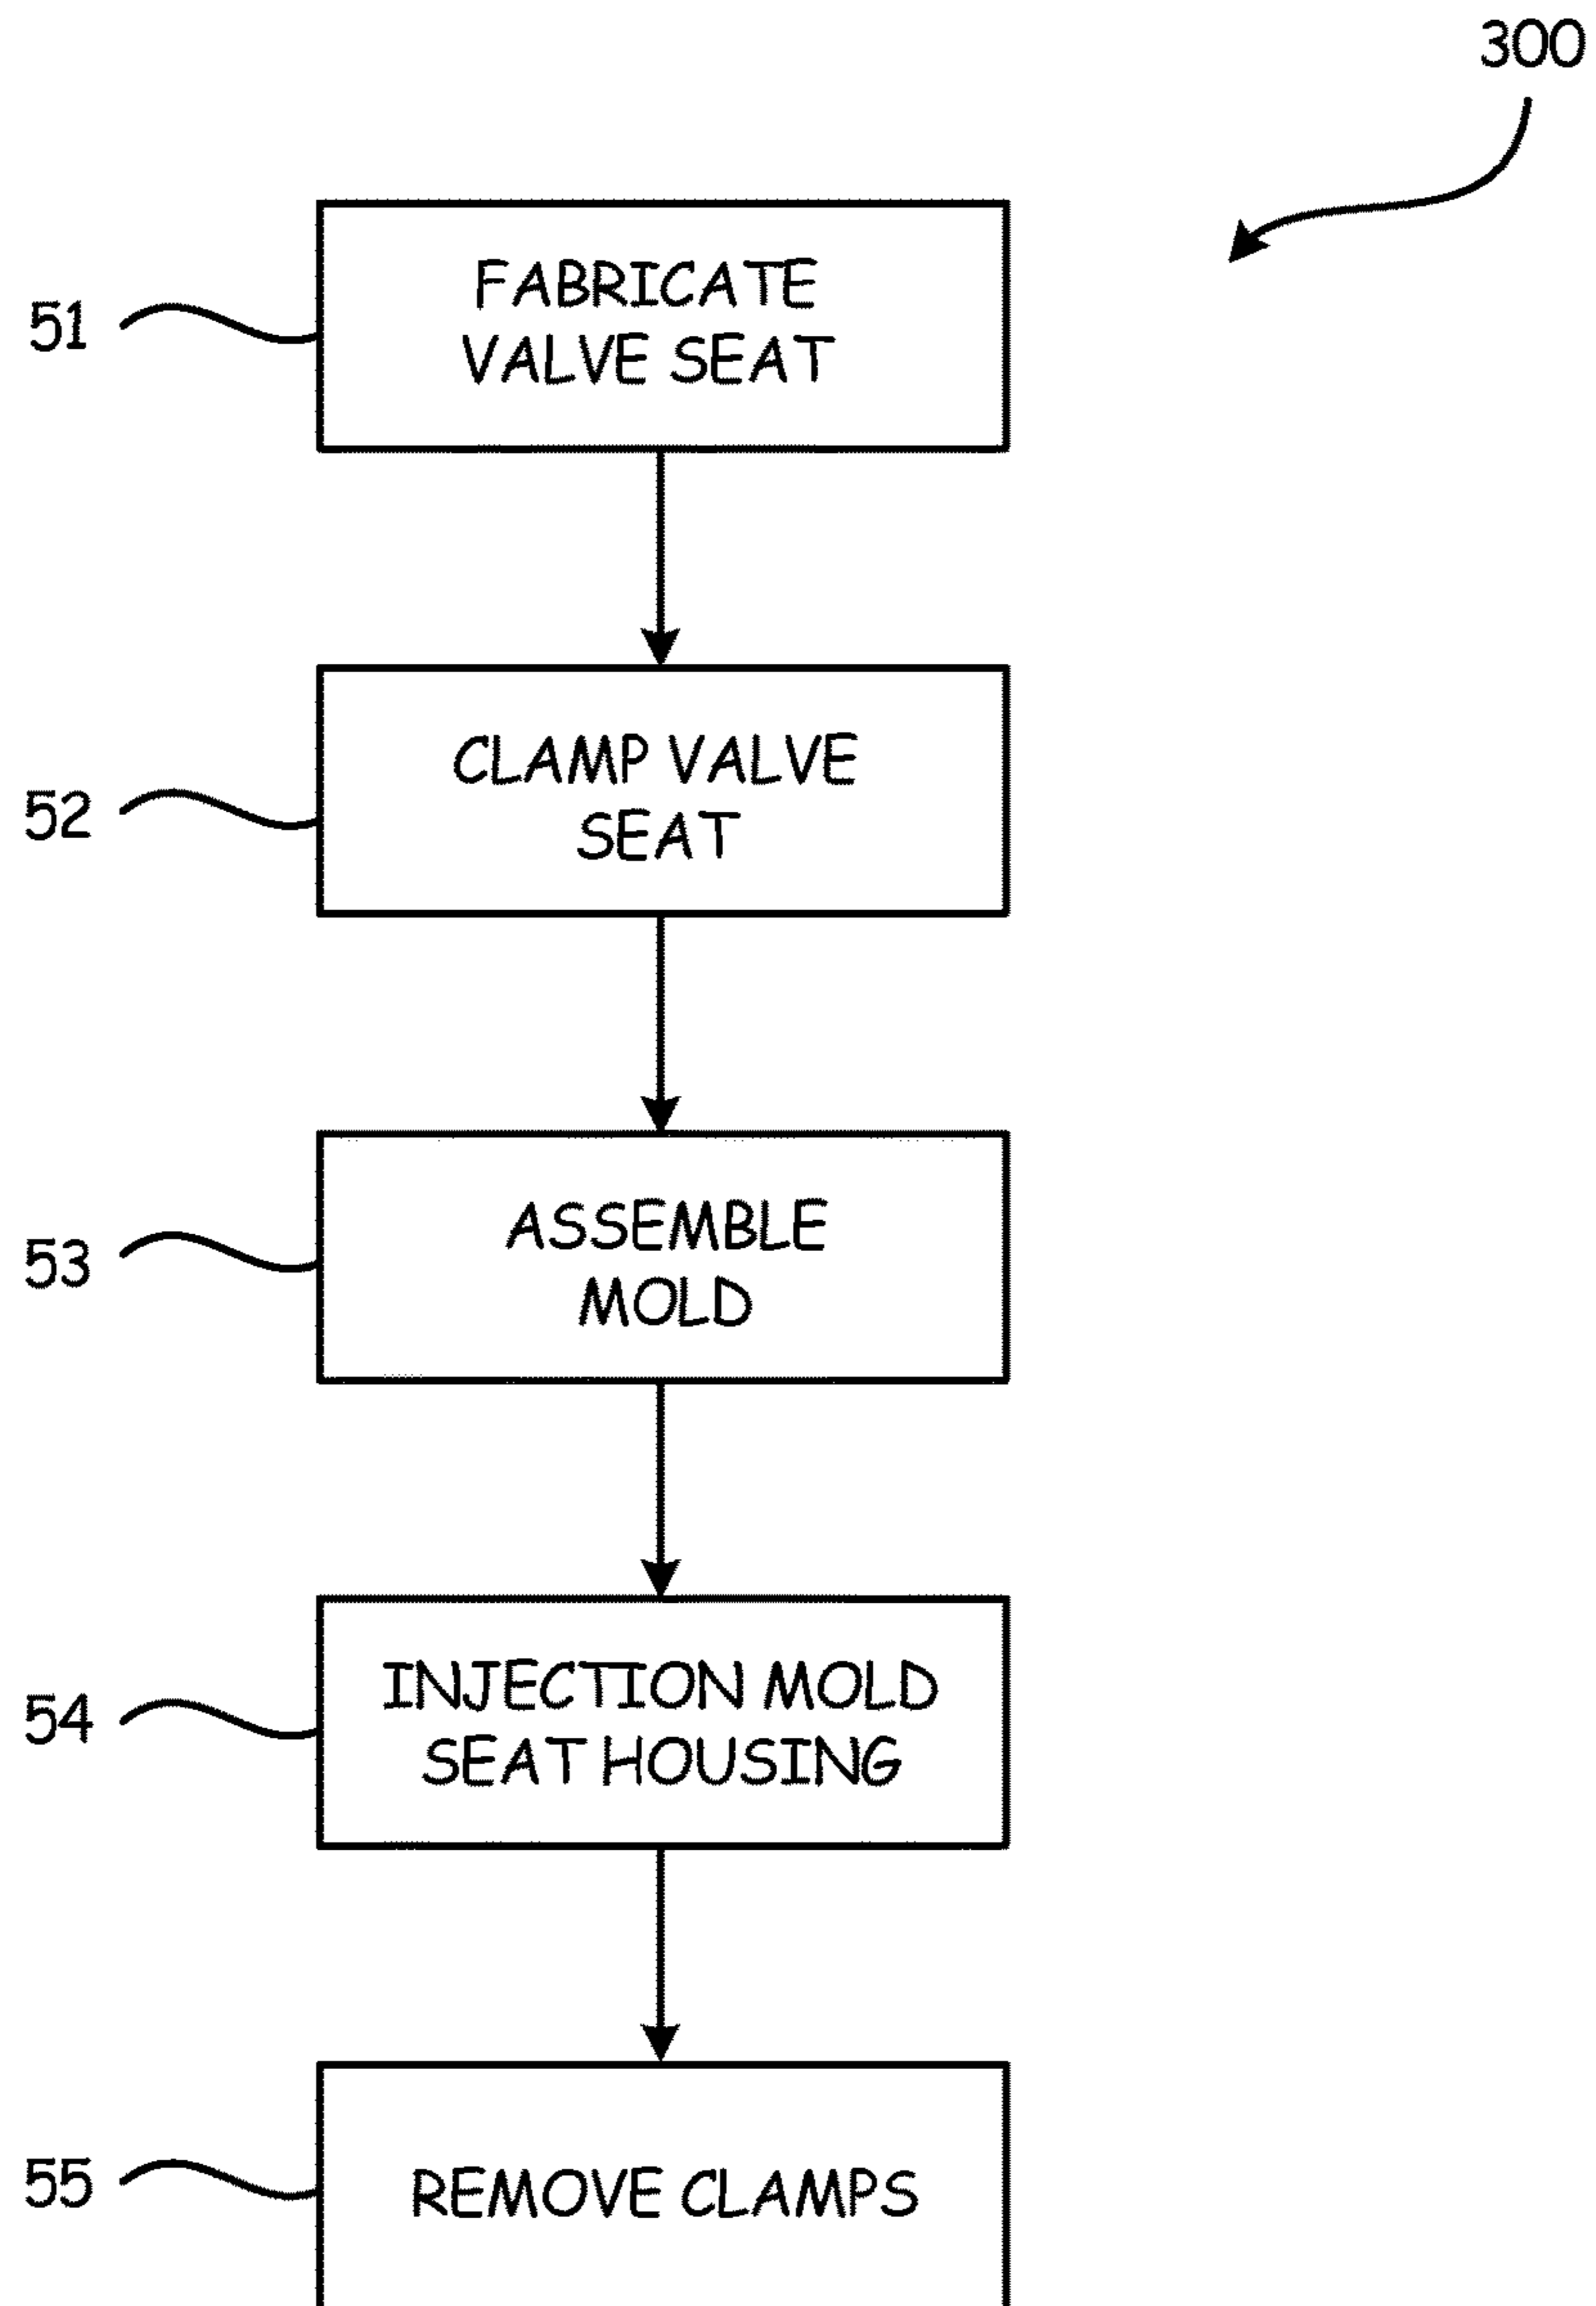 300
51
FABRICATE
VALVE SEAT
52
CLAMP VALVE
SEAT
53
ASSEMBLE
MOLD
54
INJECTION MOLD
SEAT HOUSING
55
REMOVE CLAMPS